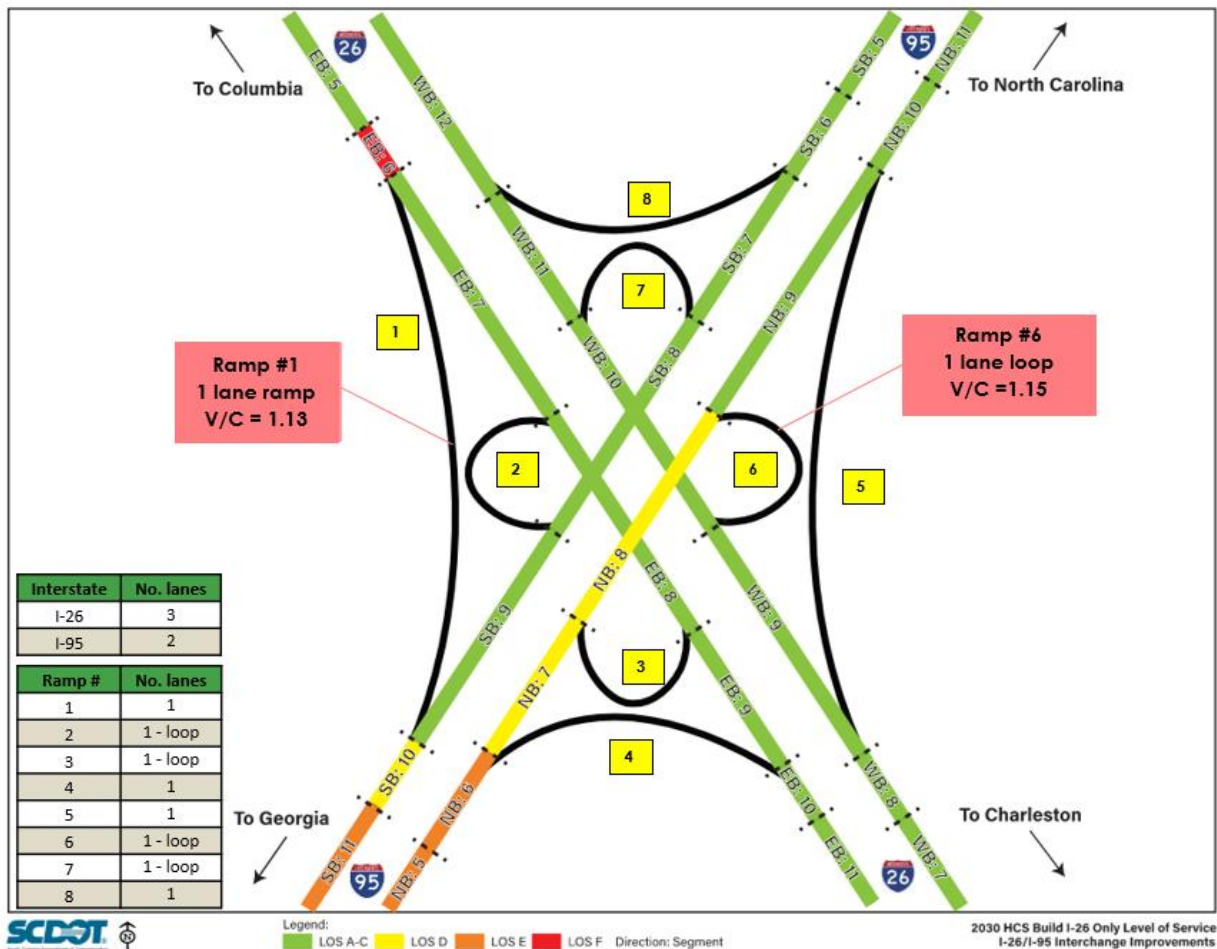 To Columbia
26
95
To North Carolina
EB: 5
WB: 12
SB: 5
NB: 11
EB: 6
SB: 6
NB: 10
8
WB: 11
SB: 7
EB: 7
7
NB: 9
1
Ramp #1
1 lane ramp
V/C = 1.13
WB: 10
SB: 8
Ramp #6
1 lane loop
V/C =1.15
2
6
5
NB: 8
EB: 8
WB: 9
SB: 9
3
NB: 7
EB: 9
4
SB: 10
NB: 6
EB: 10
WB: 8
To Georgia
To Charleston
SB: 11
NB: 5
EB: 11
WB: 7
95
26
Interstate No. lanes
I-26 3
I-95 2
Ramp # No. lanes
1 1
2 1 - loop
3 1 - loop
4 1
5 1
6 1 - loop
7 1 - loop
8 1
SCDOT
N
Legend:
LOS A-C LOS D LOS E LOS F Direction: Segment
2030 HCS Build I-26 Only Level of Service
I-26/I-95 Interchange Improvements